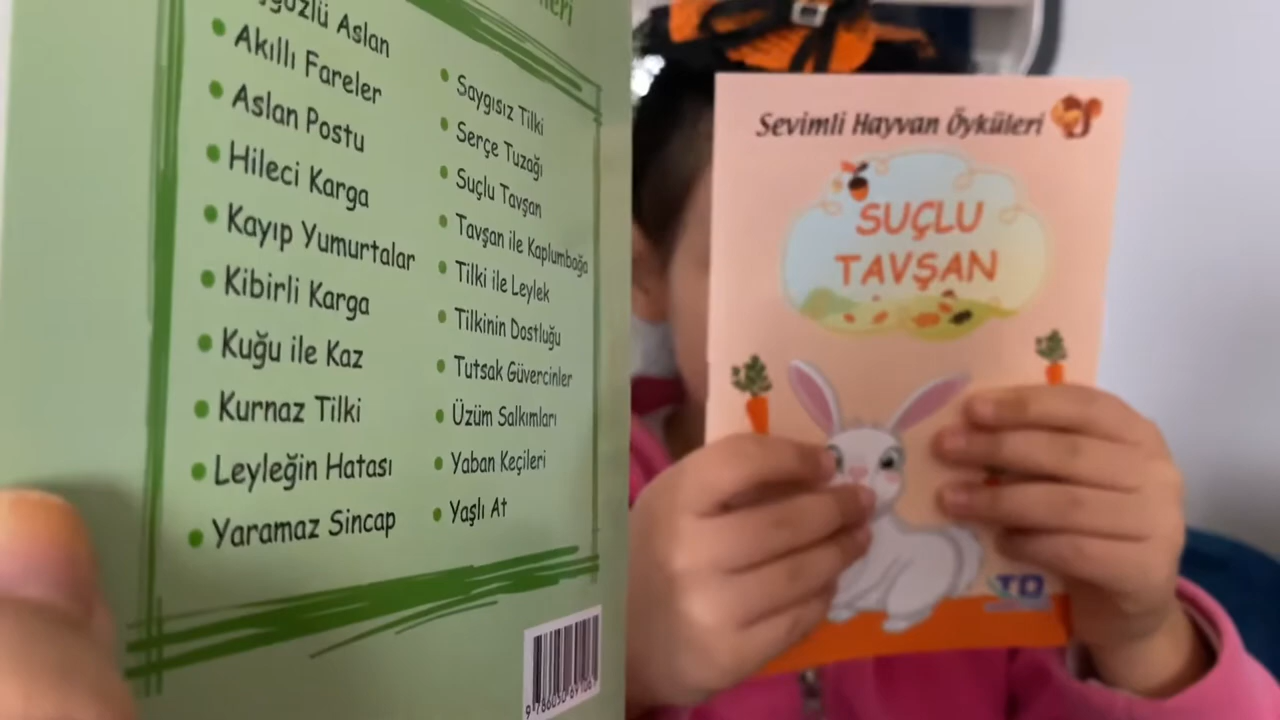 Aslan
Akıllı Fareler
Aslan Postu
Hileci Karga
Kayıp Yumurtalar
Kibirli Karga
Kuğu ile Kaz
Kurnaz Tilki
Leyleğin Hatası
Yaramaz Sincap
Saygısız Tilki
Serçe Tuzağı
Suçlu Tavşan
Tavşan ile Kaplumbağa
Tilki ile Leylek
Tilkinin Dostluğu
Tutsak Güvercinler
Üzüm Salkımları
Yaban Keçileri
Yaşlı At
Sevimli Hayvan Öyküleri
SUÇLU
TAVŞAN
TD